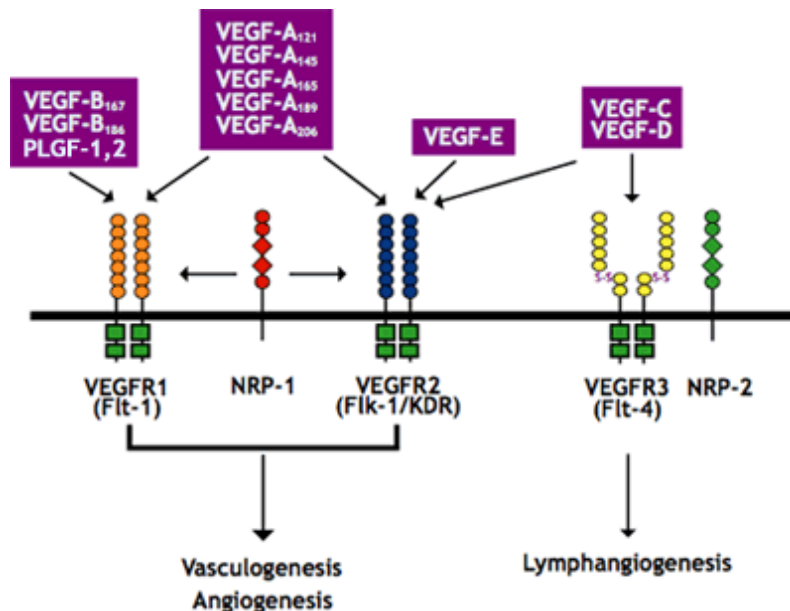 VEGF-B₁₆₇
VEGF-B₁₈₆
PLGF-1,2
VEGF-A₁₂₁
VEGF-A₁₄₅
VEGF-A₁₆₅
VEGF-A₁₈₉
VEGF-A₂₀₆
VEGF-E
VEGF-C
VEGF-D
S-S
S-S
VEGFR1
(Flt-1)
NRP-1
VEGFR2
(Flk-1/KDR)
VEGFR3
(Flt-4)
NRP-2
Vasculogenesis
Angiogenesis
Lymphangiogenesis